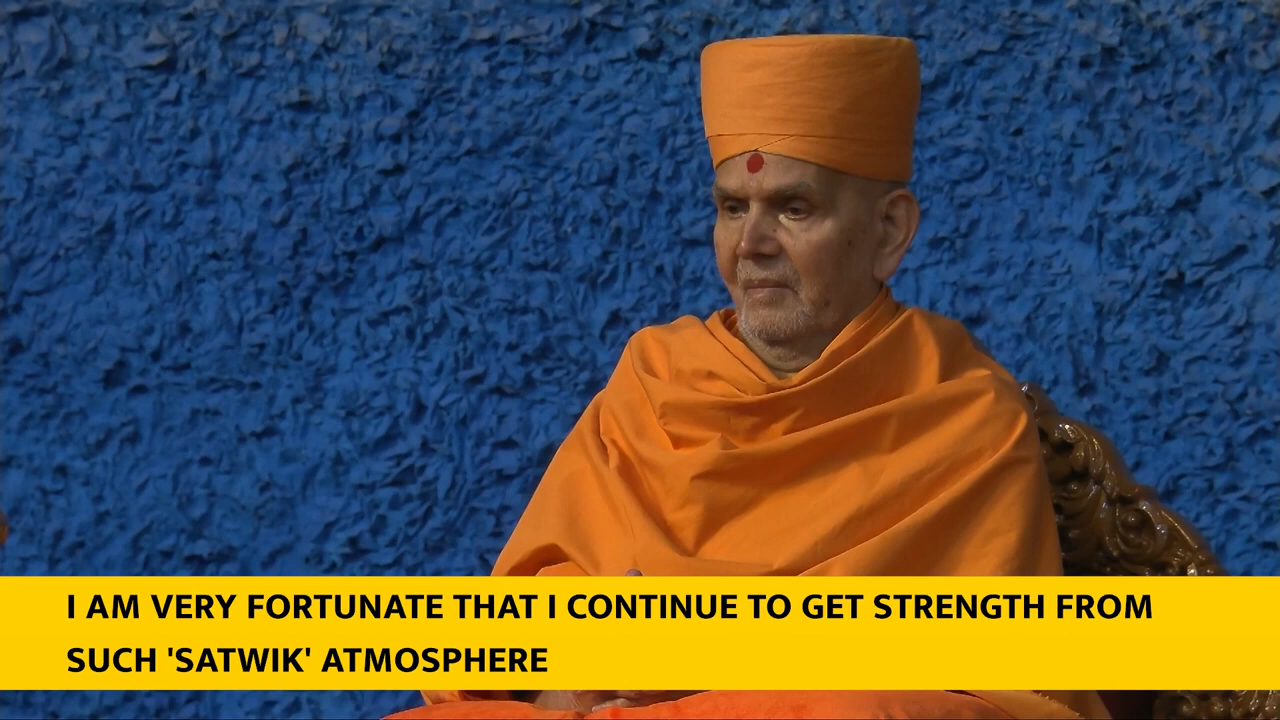 I AM VERY FORTUNATE THAT I CONTINUE TO GET STRENGTH FROM
SUCH 'SATWIK' ATMOSPHERE